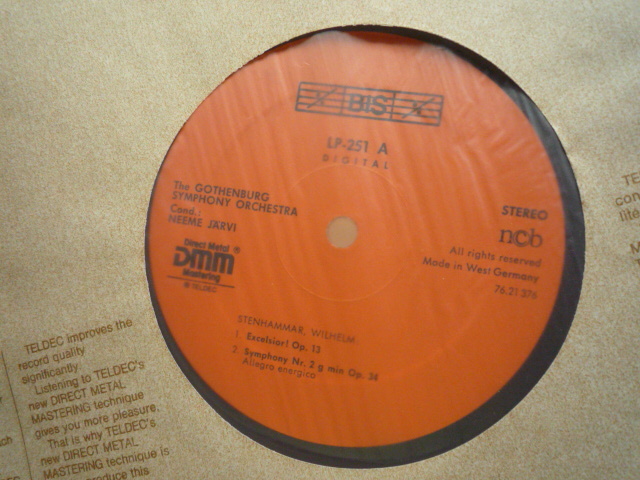 BIS
LP-251 A
DIGITAL
The GOTHENBURG
SYMPHONY ORCHESTRA
Cond.:
NEEME JÄRVI
Direct Metal ®
DMM
Mastering
® TELDEC
STEREO
ncb
All rights reserved
Made in West Germany
76.21 376
STENHAMMAR, WILHELM
1. Excelsior! Op. 13
2. Symphony Nr. 2 g min Op. 34
Allegro energico
TELDEC improves the
record quality
significantly.
Listening to TELDEC's
new DIRECT METAL
MASTERING technique
gives you more pleasure.
That is why TELDEC's
new DIRECT METAL
MASTERING technique is
this